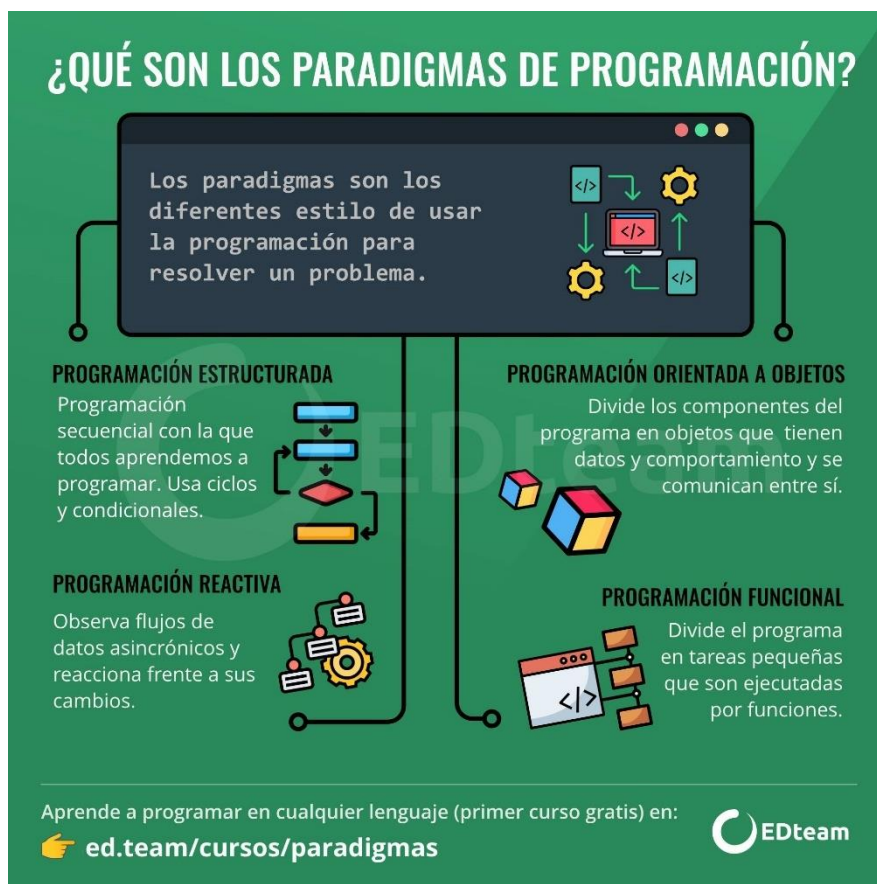 ¿QUÉ SON LOS PARADIGMAS DE PROGRAMACIÓN?
Los paradigmas son los
diferentes estilo de usar
la programación para
resolver un problema.
</>
</>
</>
PROGRAMACIÓN ESTRUCTURADA
Programación
secuencial con la que
todos aprendemos a
programar. Usa ciclos
y condicionales.
PROGRAMACIÓN ORIENTADA A OBJETOS
Divide los componentes del
programa en objetos que tienen
datos y comportamiento y se
comunican entre sí.
EDteam
PROGRAMACIÓN REACTIVA
Observa flujos de
datos asincrónicos y
reacciona frente a sus
cambios.
PROGRAMACIÓN FUNCIONAL
Divide el programa
en tareas pequeñas
que son ejecutadas
por funciones.
</>
Aprende a programar en cualquier lenguaje (primer curso gratis) en:
👉 ed.team/cursos/paradigmas
EDteam